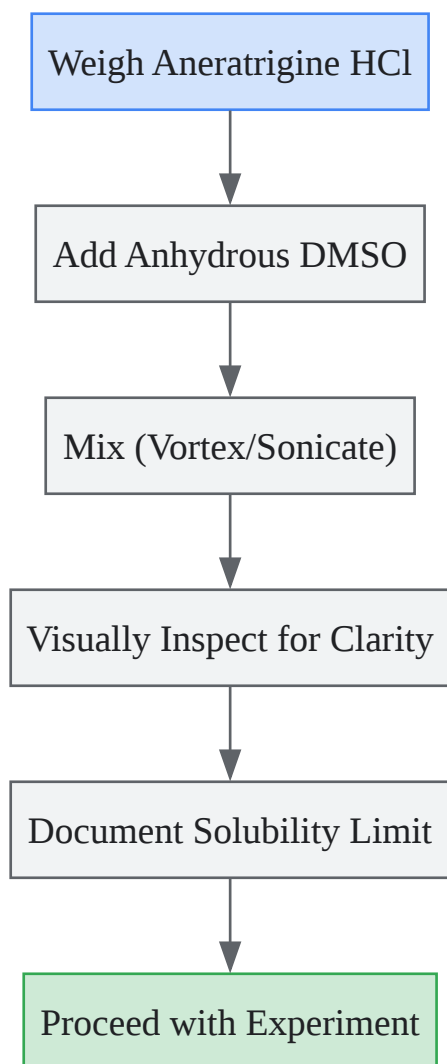 Weigh Aneratrigine HCl
Add Anhydrous DMSO
Mix (Vortex/Sonicate)
Visually Inspect for Clarity
Document Solubility Limit
Proceed with Experiment